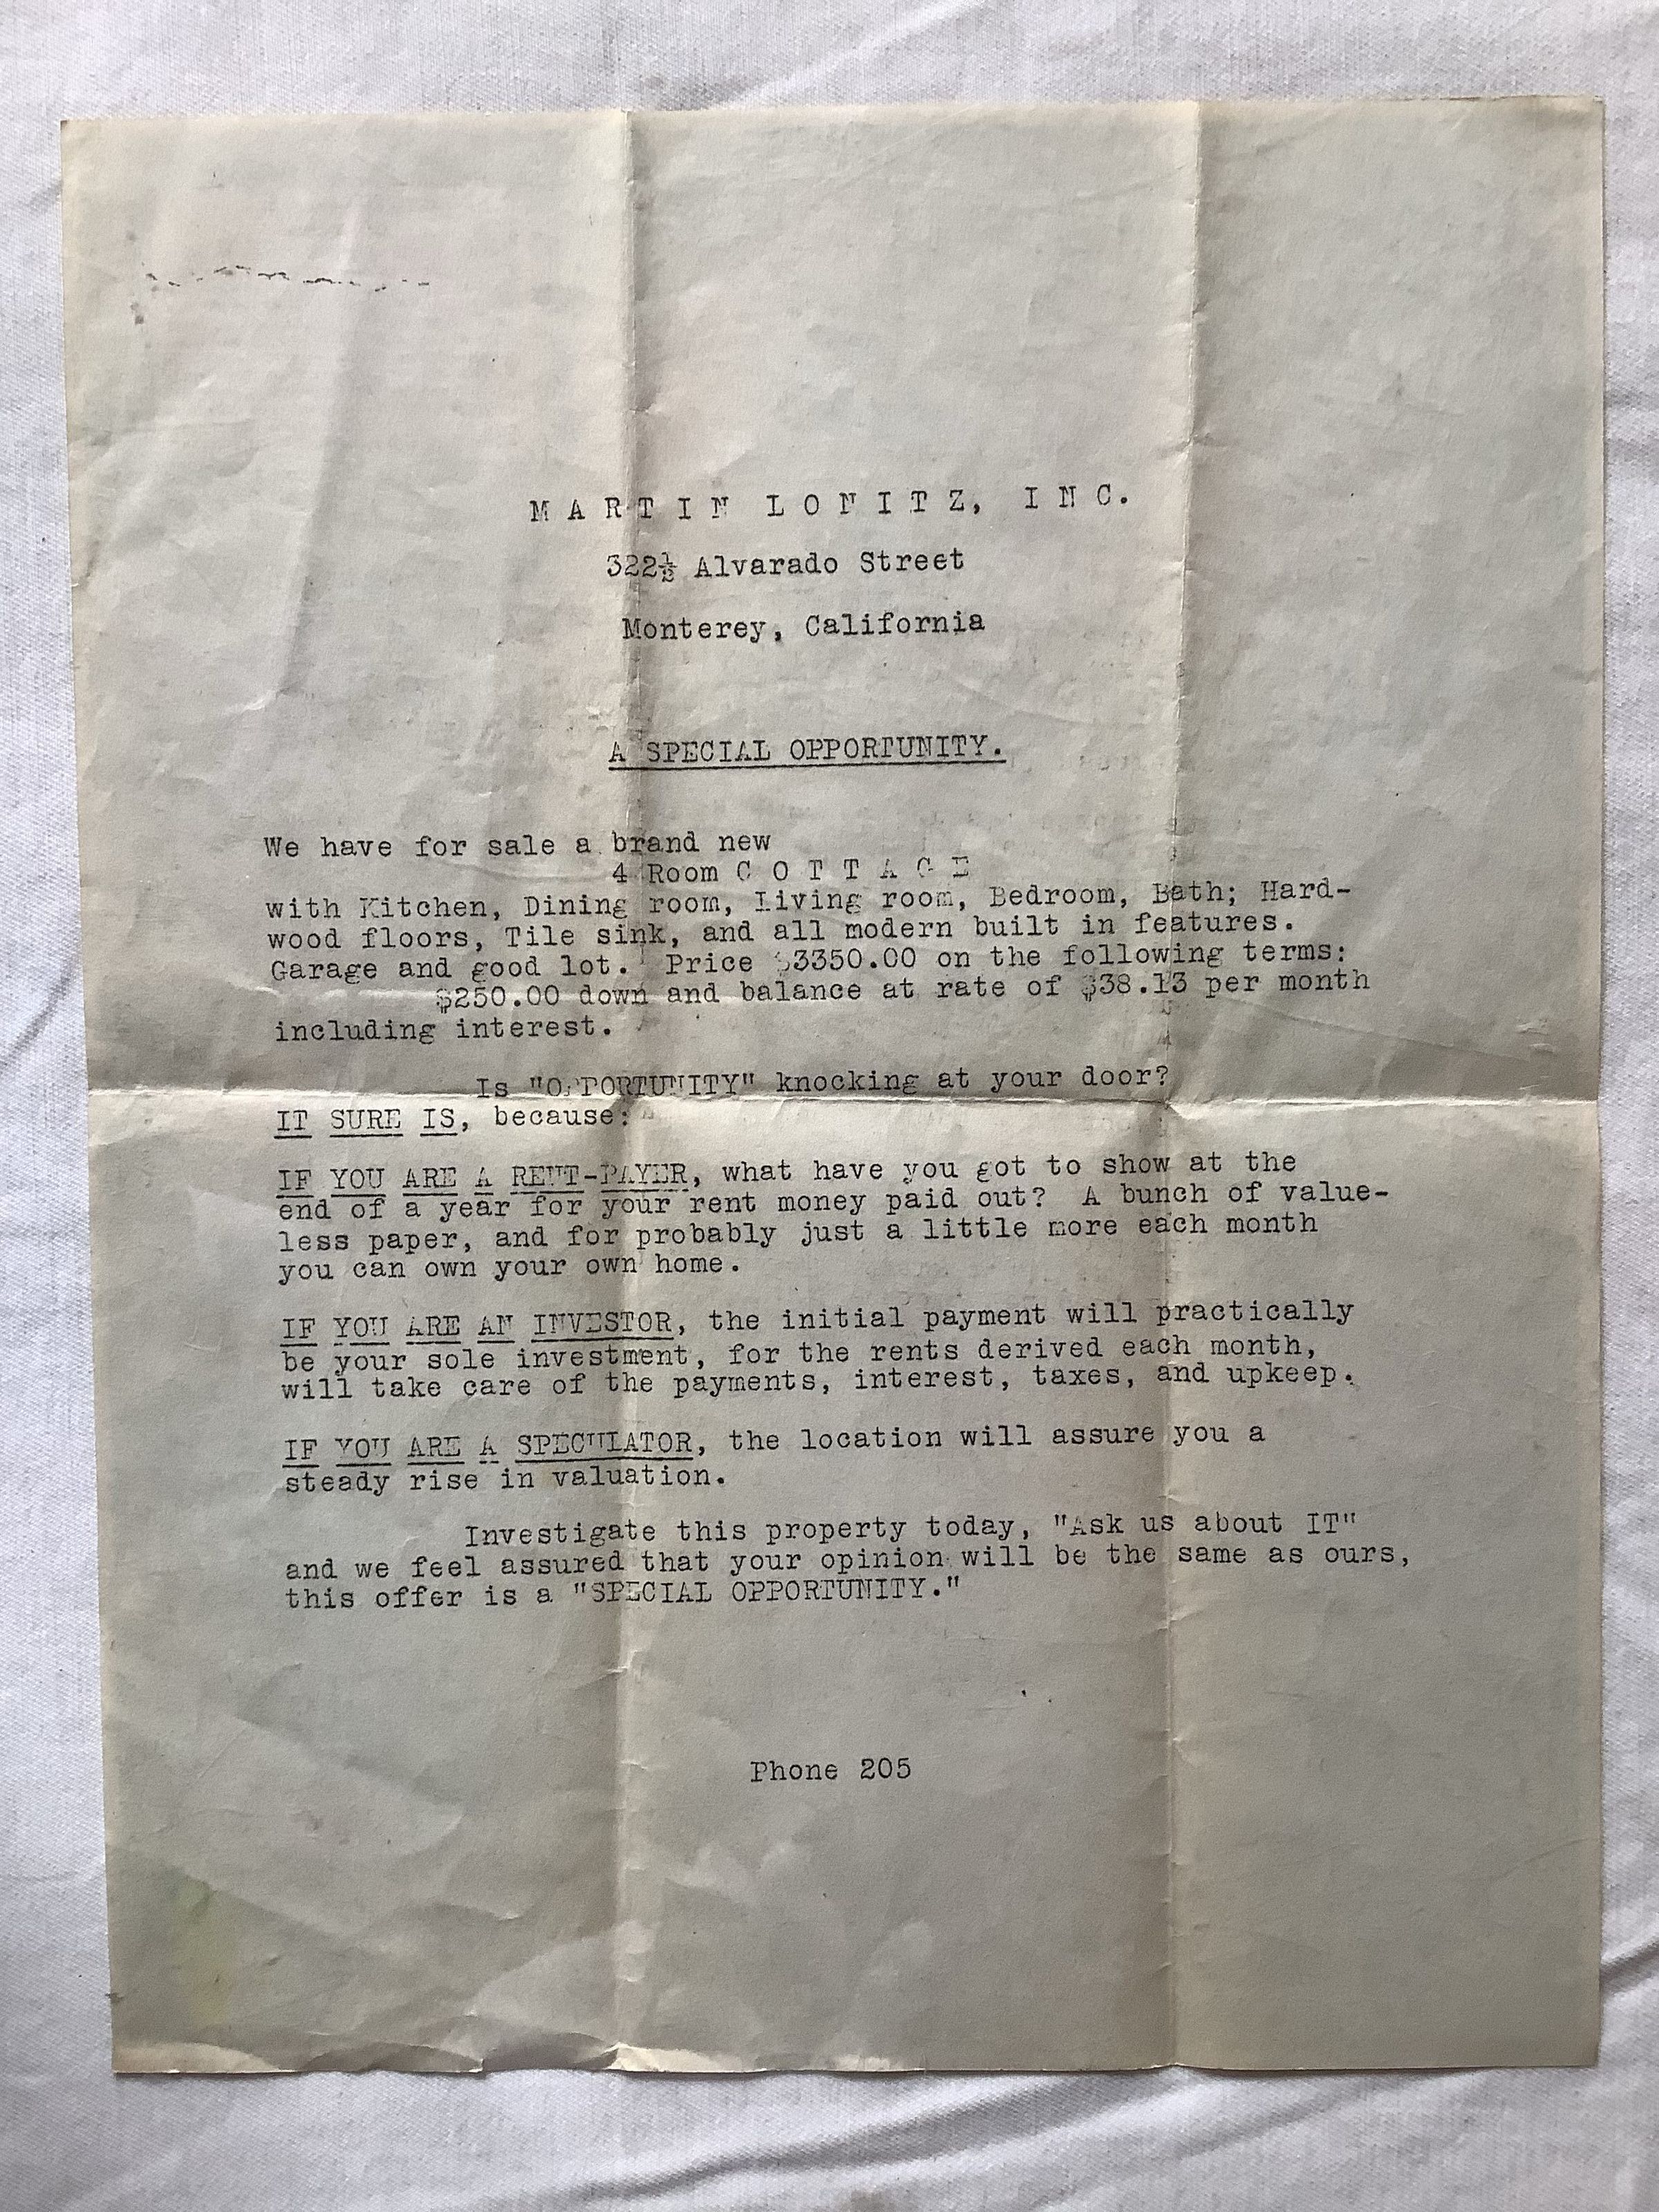 MARTIN LONITZ, INC.
322½ Alvarado Street
Monterey, California
A SPECIAL OPPORTUNITY.
We have for sale a brand new
4 Room COTTAGE
with Kitchen, Dining room, Living room, Bedroom, Bath; Hard-
wood floors, Tile sink, and all modern built in features.
Garage and good lot. Price $3350.00 on the following terms:
$250.00 down and balance at rate of $38.13 per month
including interest.
Is "OPPORTUNITY" knocking at your door?
IT SURE IS, because:
IF YOU ARE A RENT-PAYER, what have you got to show at the
end of a year for your rent money paid out? A bunch of value-
less paper, and for probably just a little more each month
you can own your own home.
IF YOU ARE AN INVESTOR, the initial payment will practically
be your sole investment, for the rents derived each month,
will take care of the payments, interest, taxes, and upkeep.
IF YOU ARE A SPECULATOR, the location will assure you a
steady rise in valuation.
Investigate this property today, "Ask us about IT"
and we feel assured that your opinion will be the same as ours,
this offer is a "SPECIAL OPPORTUNITY."
Phone 205